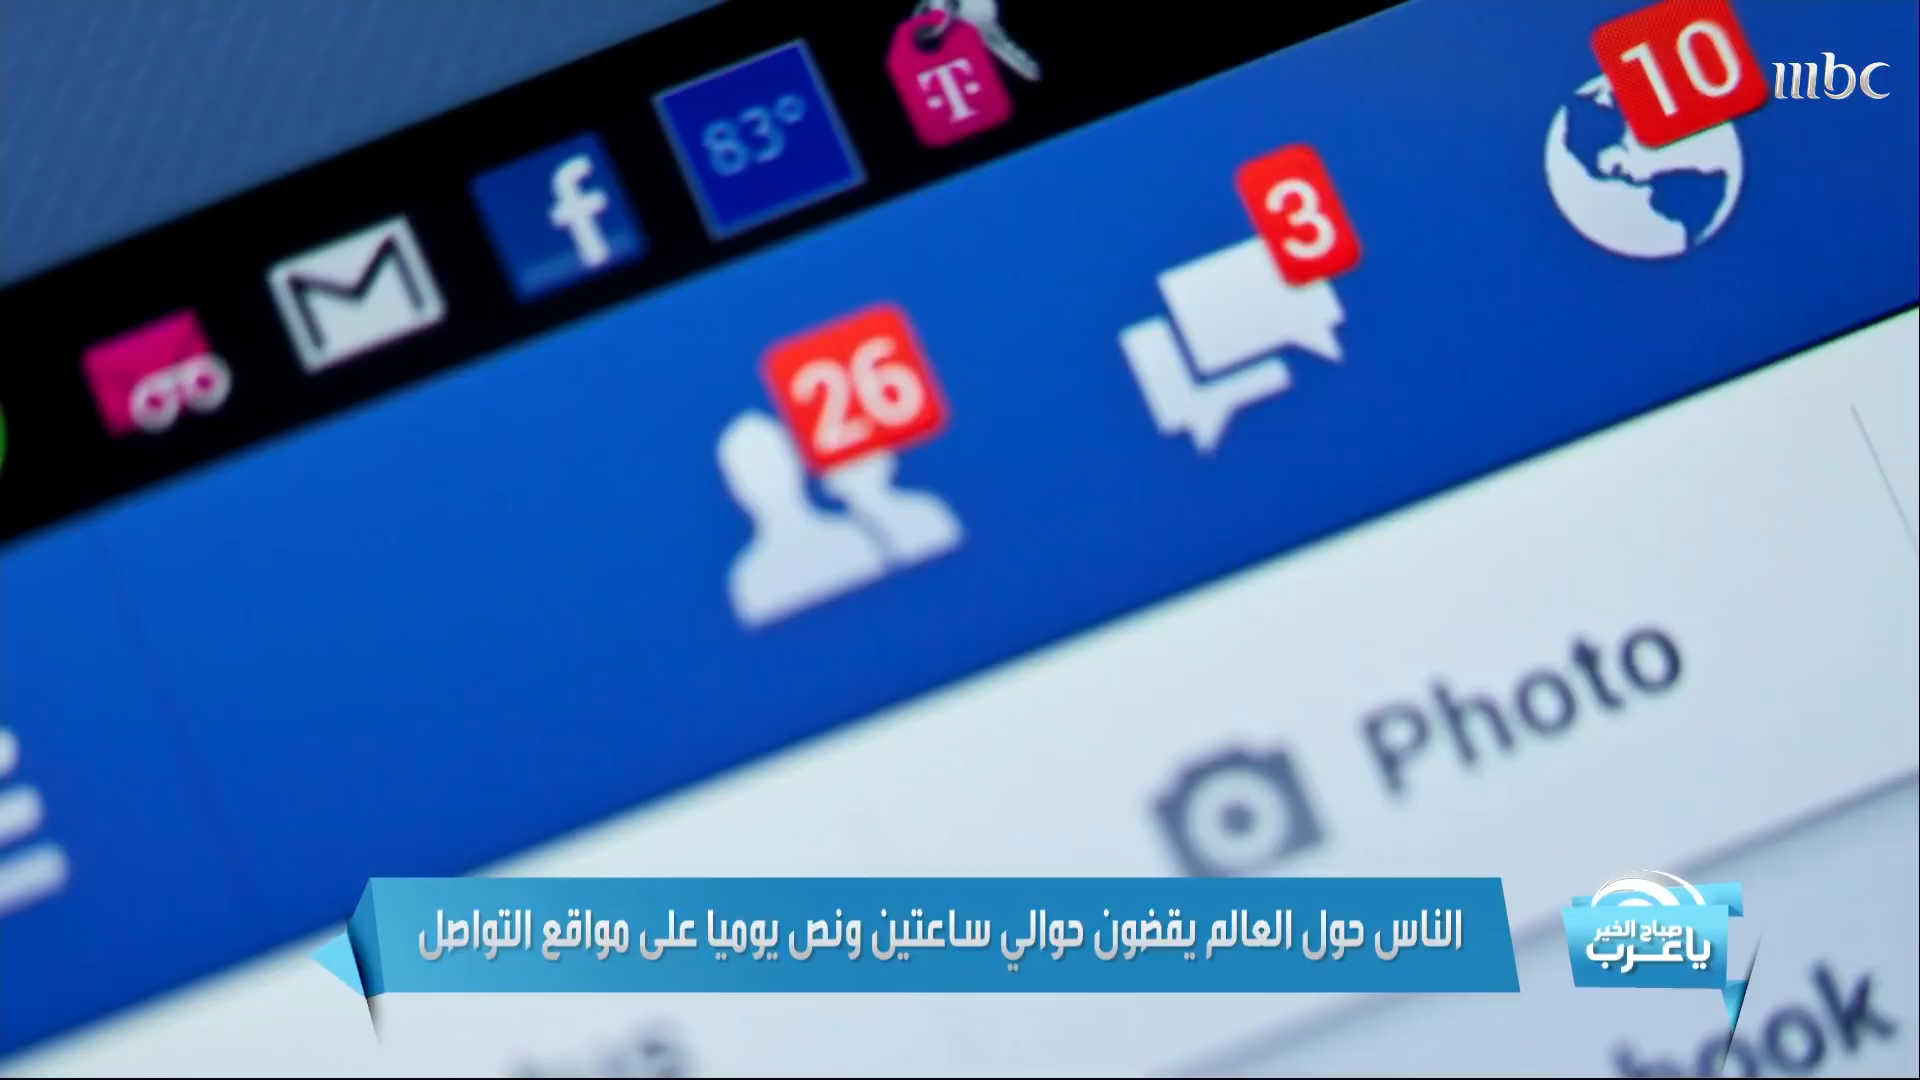 10
mbc
T
83°
f
3
26
Photo
الناس حول العالم يقضون حوالي ساعتين ونص يوميا على مواقع التواصل
صباح الخير
ياعرب
book